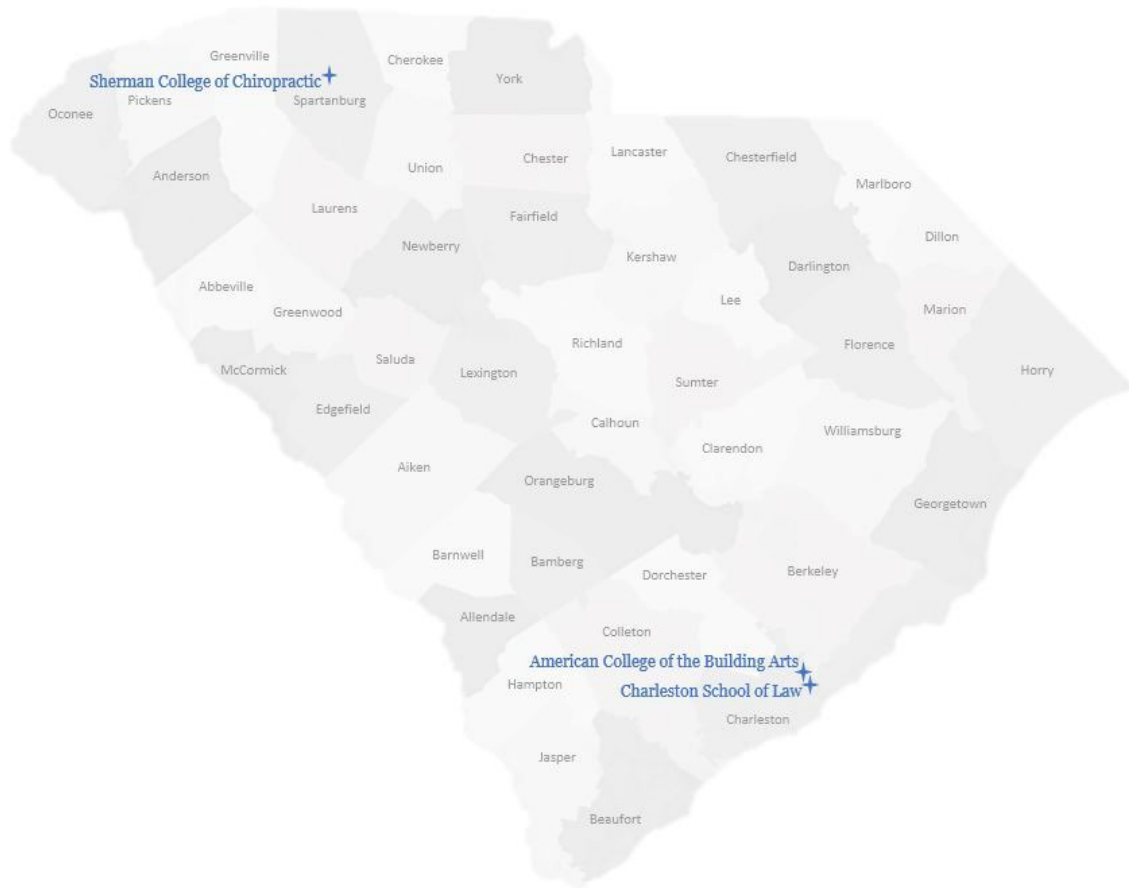 Greenville
Cherokee
York
Sherman College of Chiropractic
Pickens
Spartanburg
Oconee
Union
Chester
Lancaster
Chesterfield
Anderson
Marlboro
Laurens
Fairfield
Dillon
Newberry
Kershaw
Darlington
Abbeville
Greenwood
Lee
Marion
Richland
Florence
McCormick
Saluda
Lexington
Sumter
Horry
Edgefield
Calhoun
Clarendon
Williamsburg
Aiken
Orangeburg
Georgetown
Barnwell
Bamberg
Dorchester
Berkeley
Allendale
Colleton
American College of the Building Arts
Hampton
Charleston School of Law
Charleston
Jasper
Beaufort